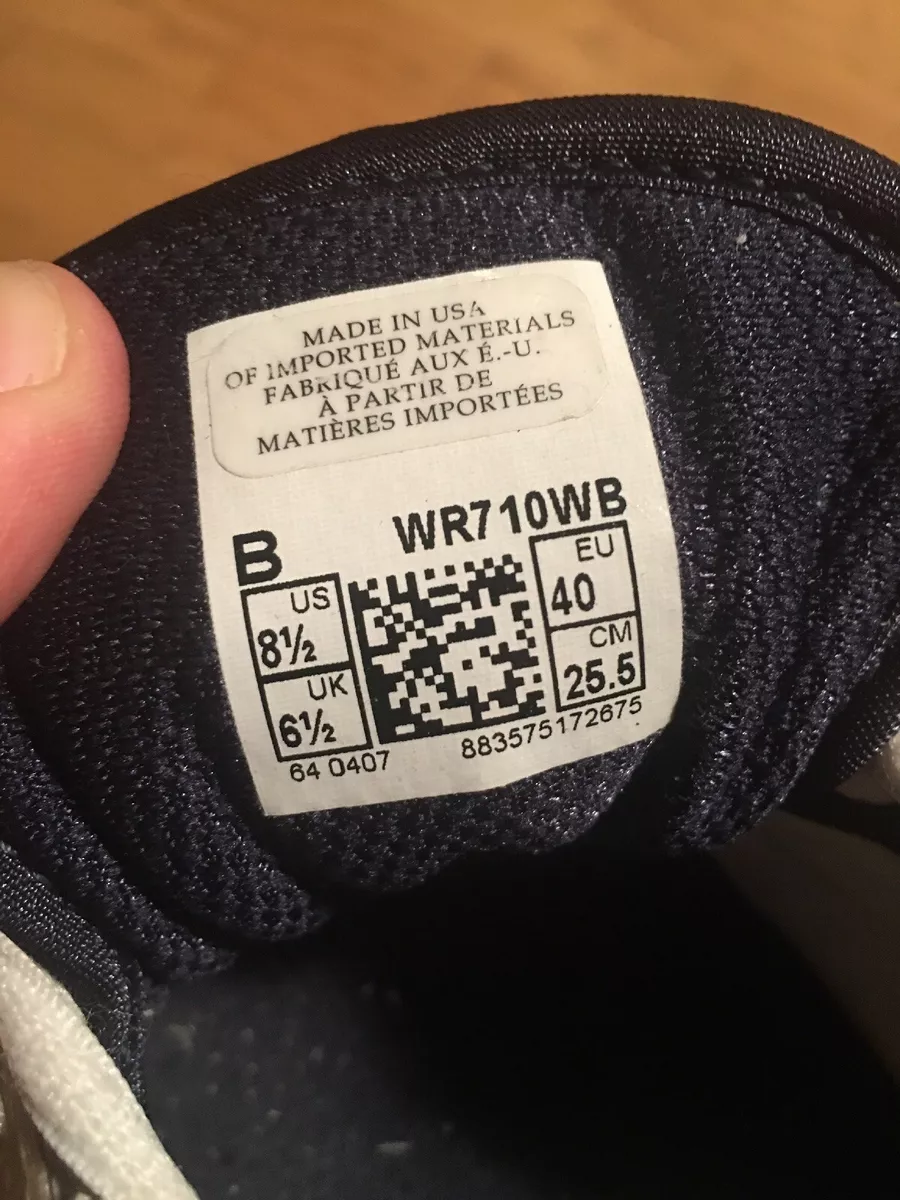 MADE IN USA
OF IMPORTED MATERIALS
FABRIQUÉ AUX É.-U.
À PARTIR DE
MATIÈRES IMPORTÉES
B
WR710WB
US
8½
UK
6½
EU
40
CM
25.5
64 0407
883575172675